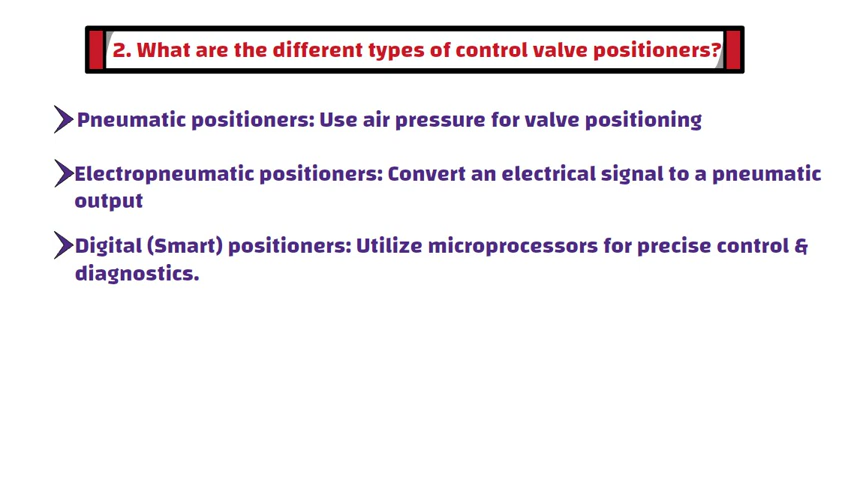 2. What are the different types of control valve positioners?
Pneumatic positioners: Use air pressure for valve positioning
Electropneumatic positioners: Convert an electrical signal to a pneumatic
output
Digital (Smart) positioners: Utilize microprocessors for precise control &
diagnostics.